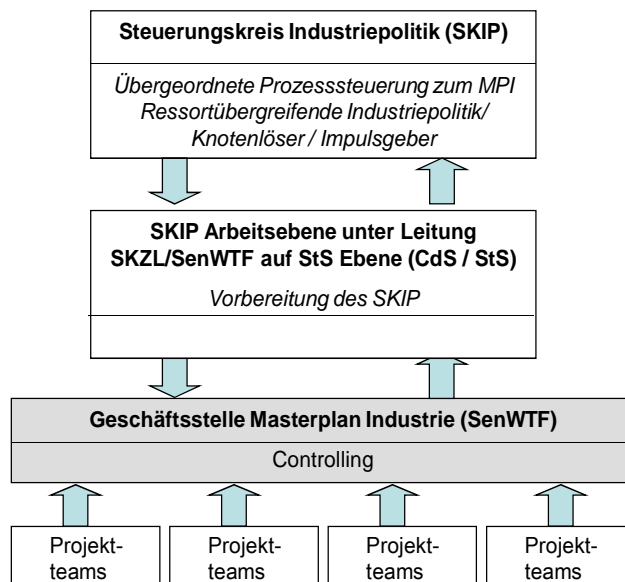 Steuerungskreis Industriepolitik (SKIP)
Übergeordnete Prozesssteuerung zum MPI
Ressortübergreifende Industriepolitik/
Knotenlöser / Impulsgeber
SKIP Arbeitsebene unter Leitung
SKZL/SenWTF auf StS Ebene (CdS / StS)
Vorbereitung des SKIP
Geschäftsstelle Masterplan Industrie (SenWTF)
Controlling
Projekt-
teams
Projekt-
teams
Projekt-
teams
Projekt-
teams